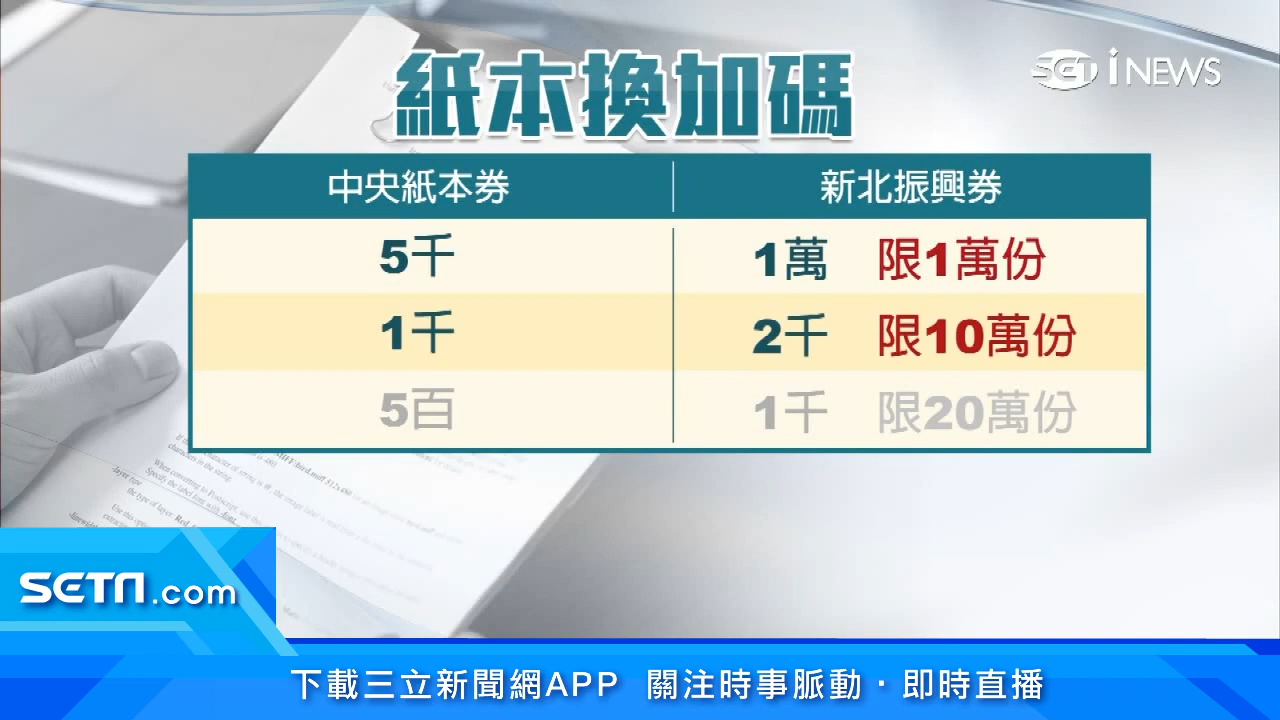 紙本換加碼
SET iNEWS
中央紙本券 新北振興券
5千 1萬 限1萬份
1千 2千 限10萬份
5百 1千 限20萬份
SETN.com
下載三立新聞網APP 關注時事脈動·即時直播